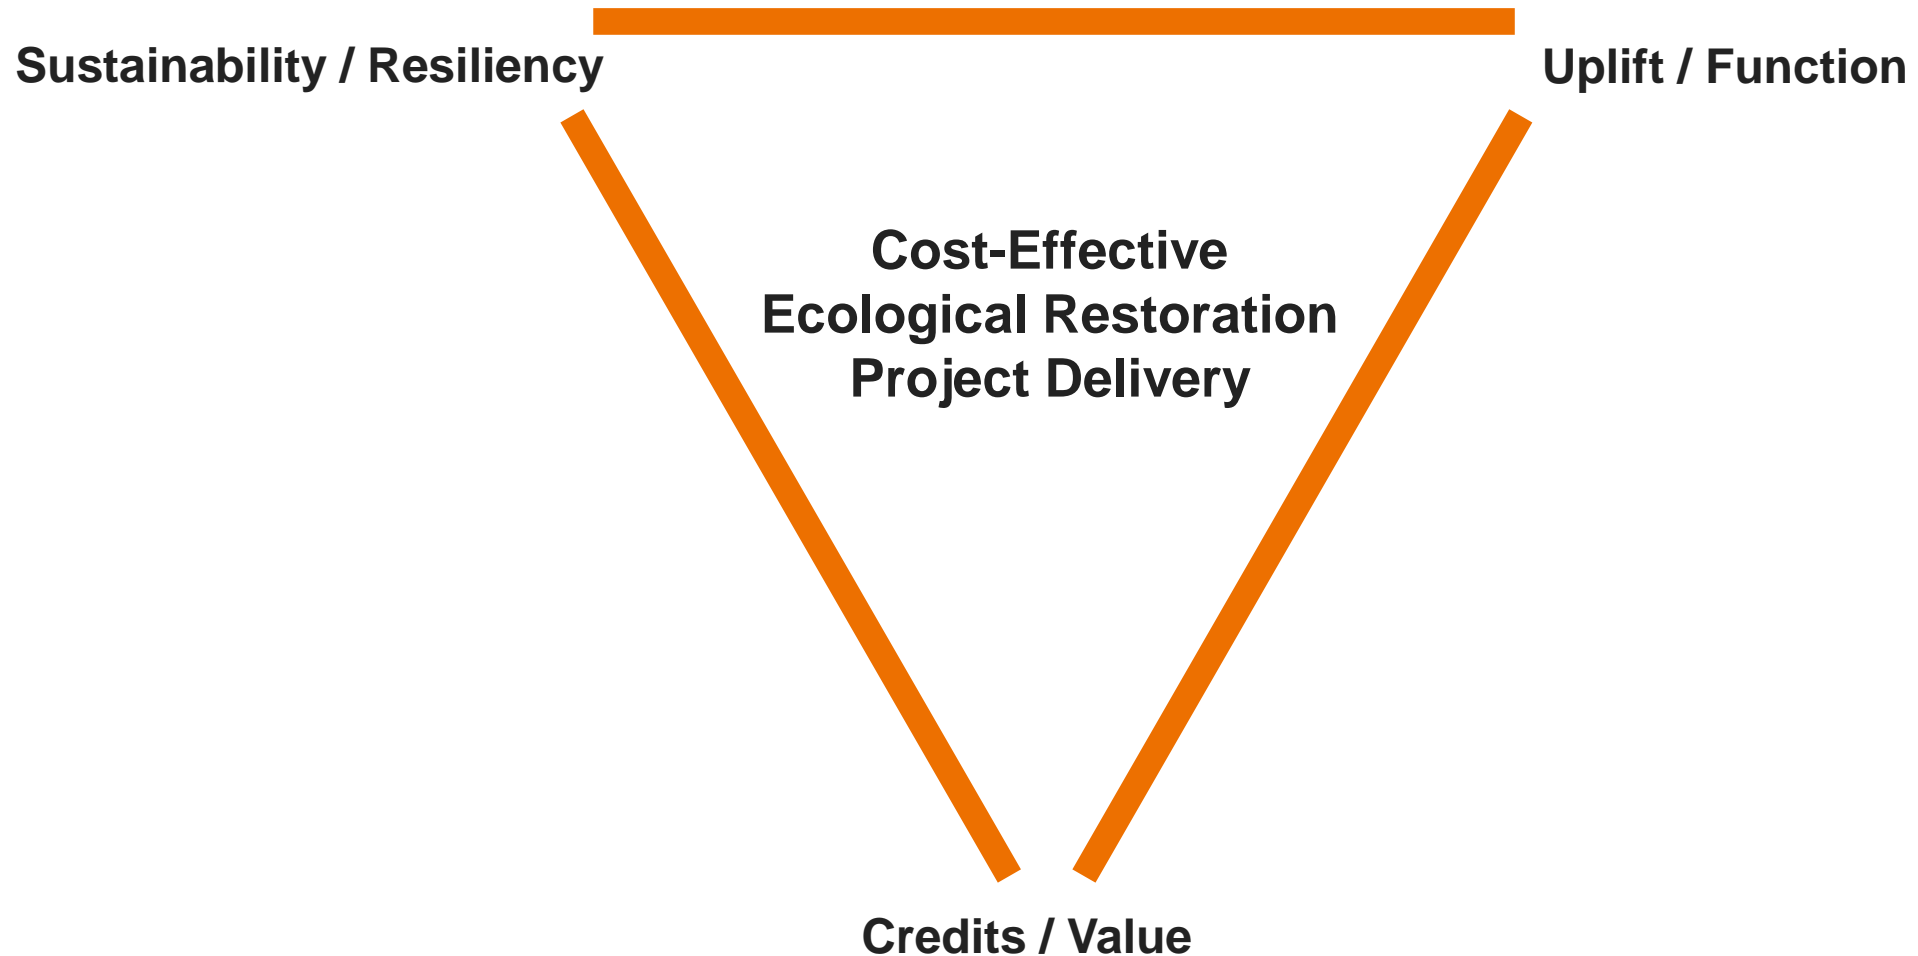 Sustainability / Resiliency
Uplift / Function
Cost-Effective
Ecological Restoration
Project Delivery
Credits / Value